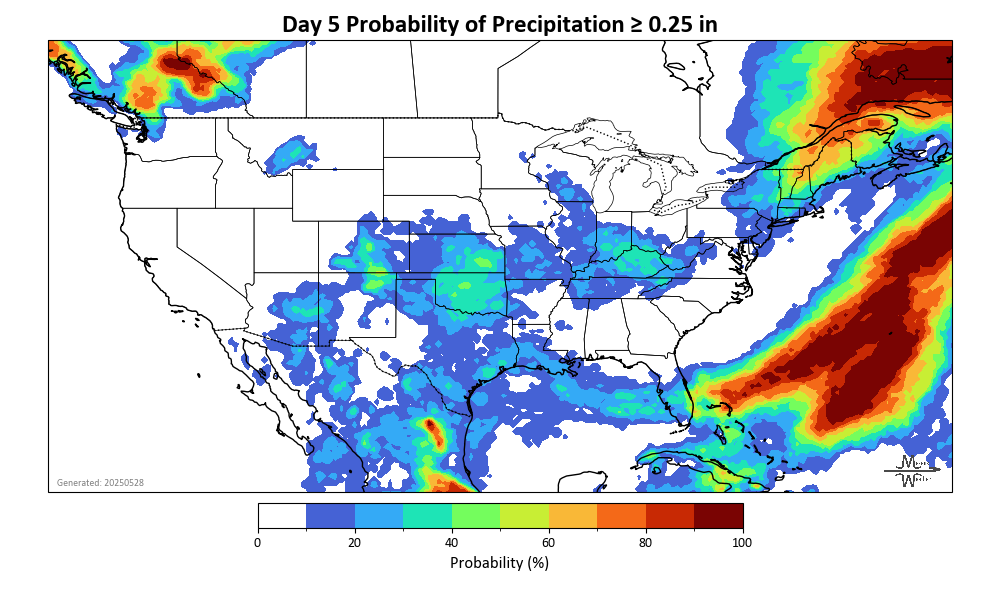 Day 5 Probability of Precipitation ≥ 0.25 in
Generated: 20250528
0 20 40 60 80 100
Probability (%)